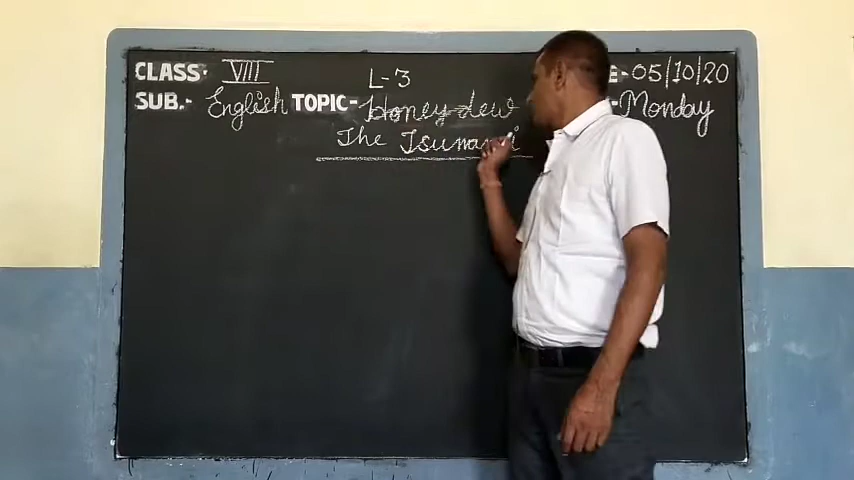 CLASS- VIII L-3 E-05/10/20
SUB.- English TOPIC- Honey dew Monday
The Tsunami